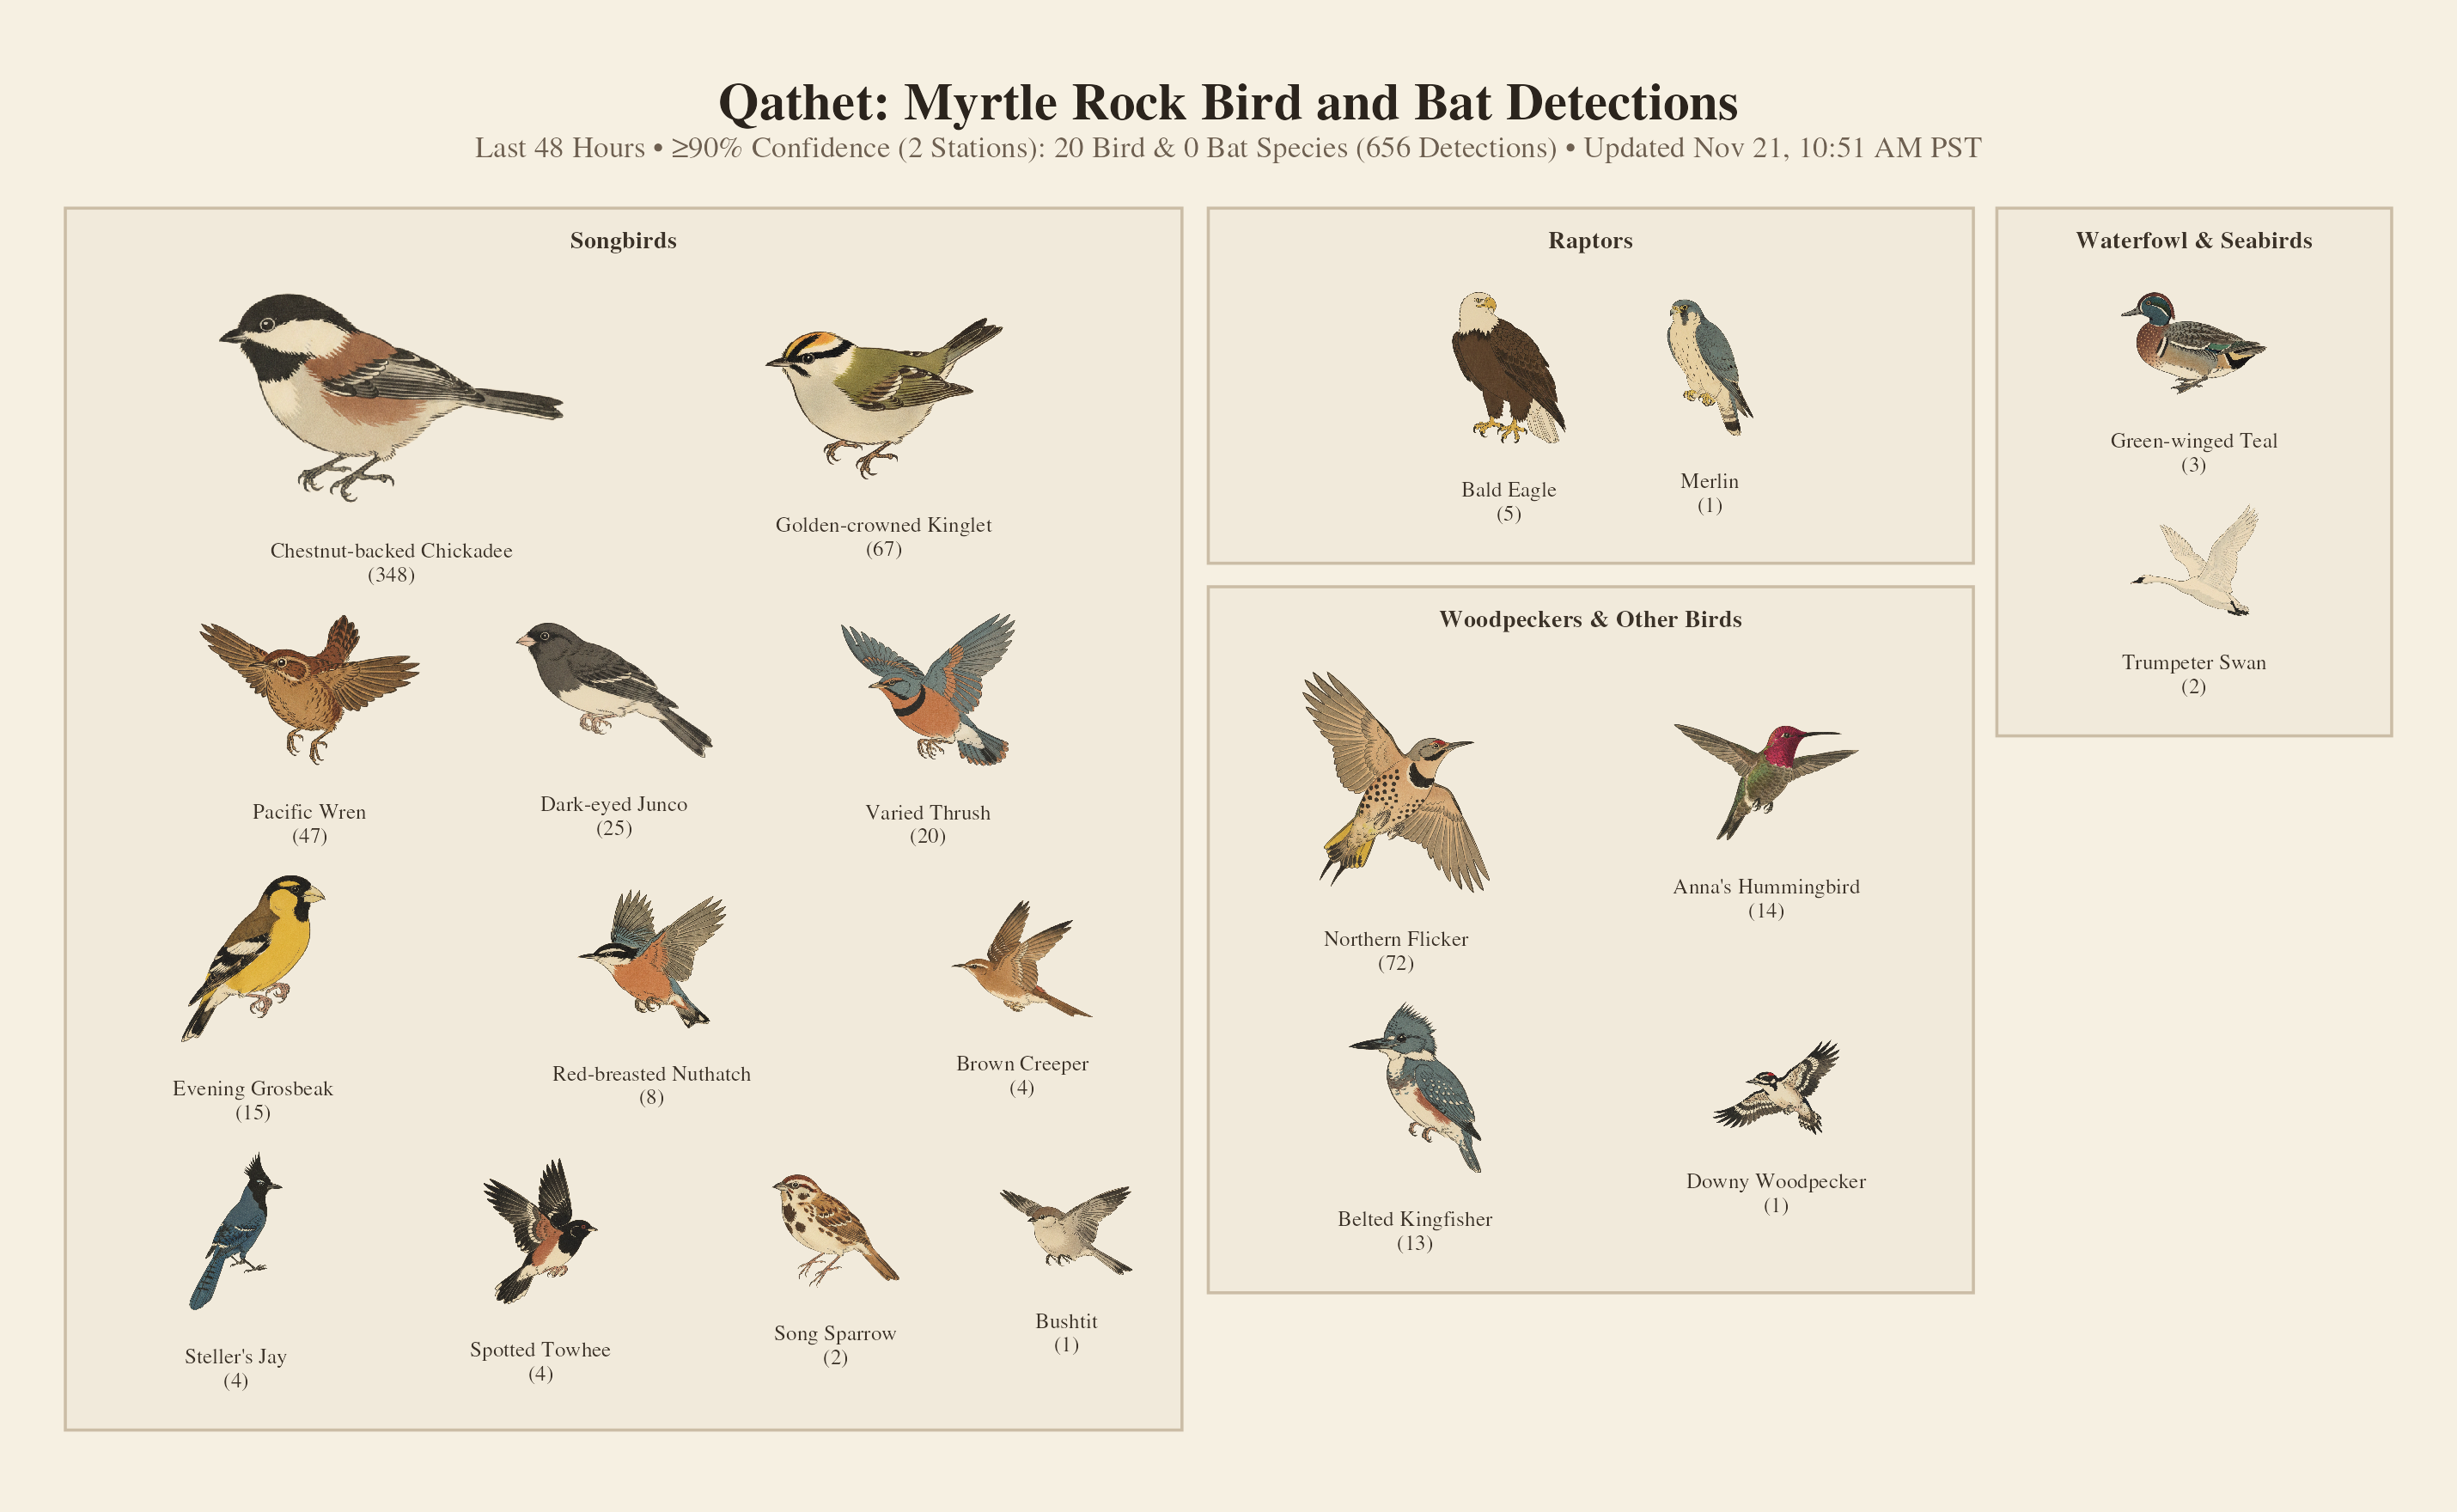 Qathet: Myrtle Rock Bird and Bat Detections
Last 48 Hours • ≥90% Confidence (2 Stations): 20 Bird & 0 Bat Species (656 Detections) • Updated Nov 21, 10:51 AM PST
Songbirds
Chestnut-backed Chickadee
(348)
Golden-crowned Kinglet
(67)
Pacific Wren
(47)
Dark-eyed Junco
(25)
Varied Thrush
(20)
Evening Grosbeak
(15)
Red-breasted Nuthatch
(8)
Brown Creeper
(4)
Steller's Jay
(4)
Spotted Towhee
(4)
Song Sparrow
(2)
Bushtit
(1)
Raptors
Bald Eagle
(5)
Merlin
(1)
Woodpeckers & Other Birds
Northern Flicker
(72)
Anna's Hummingbird
(14)
Belted Kingfisher
(13)
Downy Woodpecker
(1)
Waterfowl & Seabirds
Green-winged Teal
(3)
Trumpeter Swan
(2)